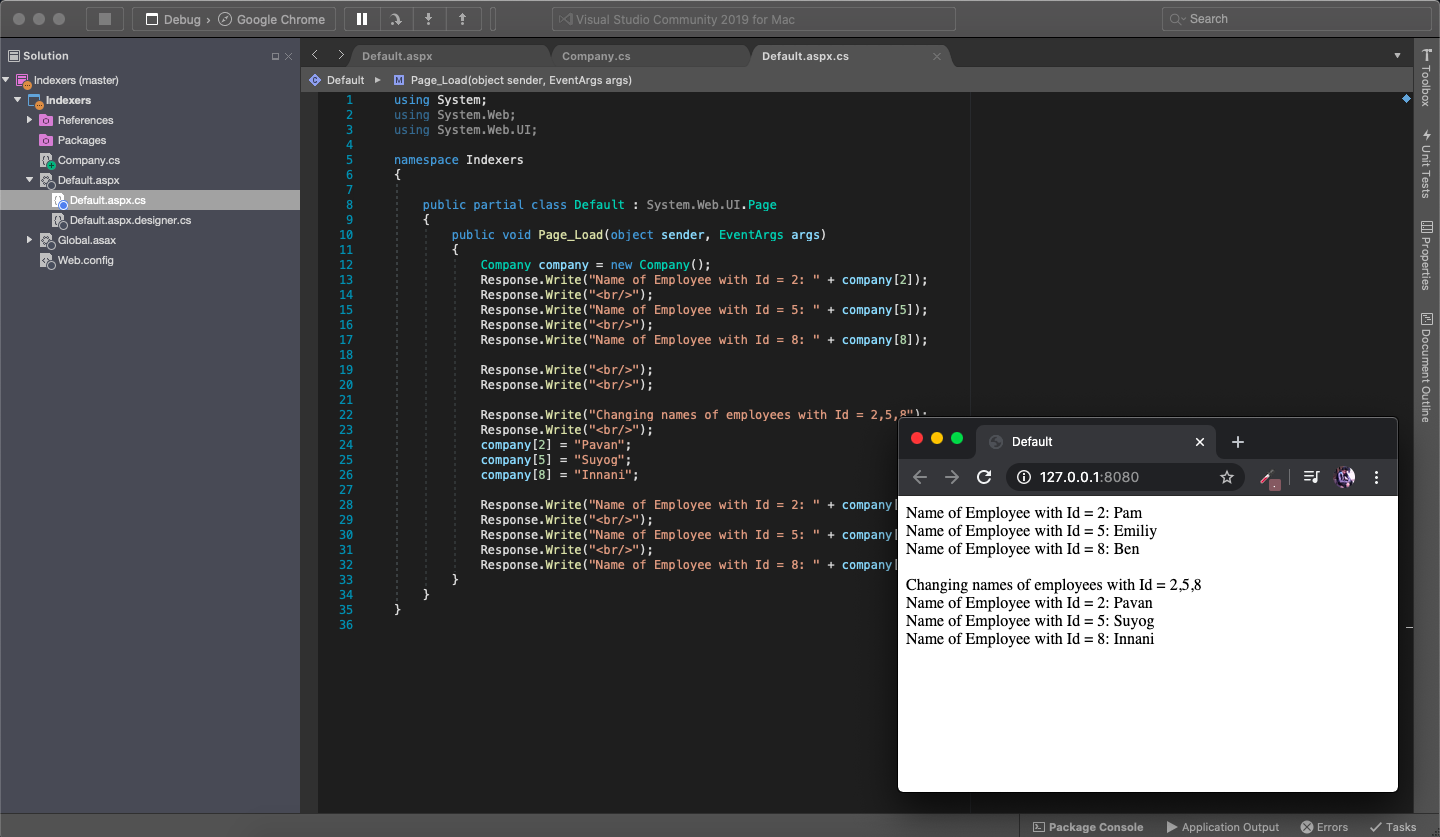 Debug › Google Chrome
Visual Studio Community 2019 for Mac
Search
Solution
Indexers (master)
Indexers
References
Packages
Company.cs
Default.aspx
Default.aspx.cs
Default.aspx.designer.cs
Global.asax
Web.config
Default.aspx
Company.cs
Default.aspx.cs
Default
M Page_Load(object sender, EventArgs args)
1 using System;
2 using System.Web;
3 using System.Web.UI;
4
5 namespace Indexers
6 {
7
8 public partial class Default : System.Web.UI.Page
9 {
10 public void Page_Load(object sender, EventArgs args)
11 {
12 Company company = new Company();
13 Response.Write("Name of Employee with Id = 2: " + company[2]);
14 Response.Write("<br/>");
15 Response.Write("Name of Employee with Id = 5: " + company[5]);
16 Response.Write("<br/>");
17 Response.Write("Name of Employee with Id = 8: " + company[8]);
18
19 Response.Write("<br/>");
20 Response.Write("<br/>");
21
22 Response.Write("Changing names of employees with Id = 2,5,8");
23 Response.Write("<br/>");
24 company[2] = "Pavan";
25 company[5] = "Suyog";
26 company[8] = "Innani";
27
28 Response.Write("Name of Employee with Id = 2: " + company[
29 Response.Write("<br/>");
30 Response.Write("Name of Employee with Id = 5: " + company[
31 Response.Write("<br/>");
32 Response.Write("Name of Employee with Id = 8: " + company[
33 }
34 }
35 }
36
Default
127.0.0.1:8080
Name of Employee with Id = 2: Pam
Name of Employee with Id = 5: Emiliy
Name of Employee with Id = 8: Ben
Changing names of employees with Id = 2,5,8
Name of Employee with Id = 2: Pavan
Name of Employee with Id = 5: Suyog
Name of Employee with Id = 8: Innani
Toolbox
Unit Tests
Properties
Document Outline
Package Console
Application Output
Errors
Tasks